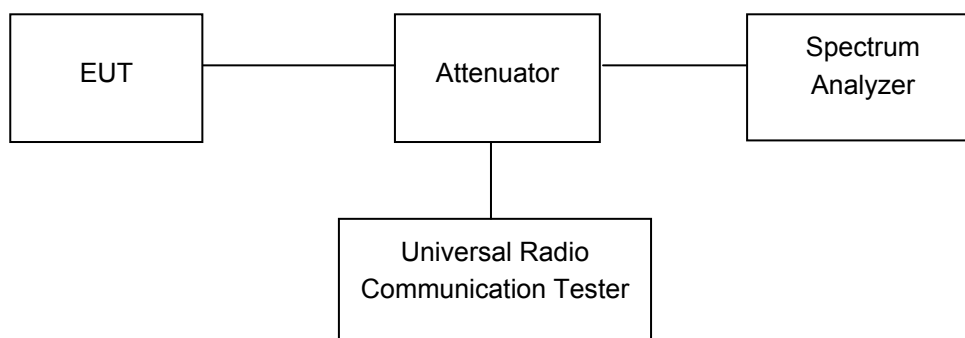 EUT
Attenuator
Spectrum
Analyzer
Universal Radio
Communication Tester